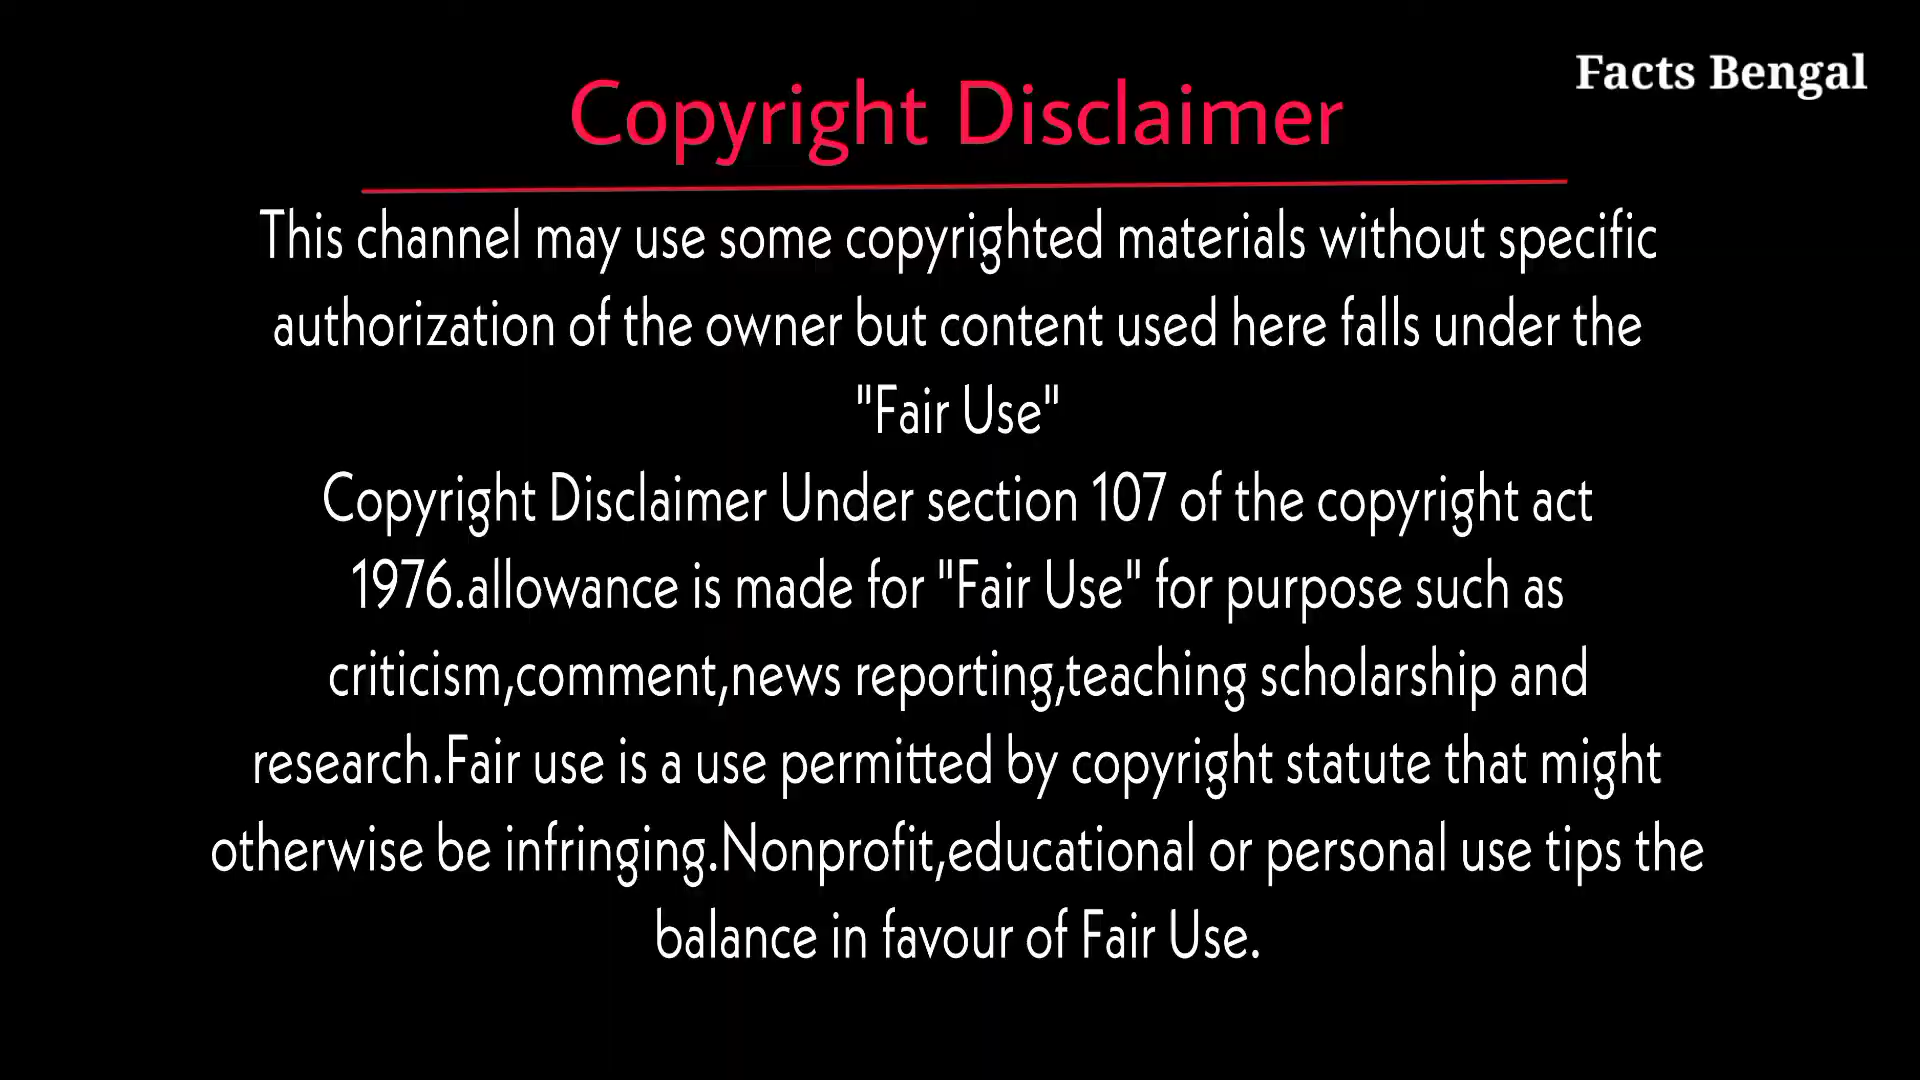 Facts Bengal
Copyright Disclaimer
This channel may use some copyrighted materials without specific
authorization of the owner but content used here falls under the
"Fair Use"
Copyright Disclaimer Under section 107 of the copyright act
1976.allowance is made for "Fair Use" for purpose such as
criticism,comment,news reporting,teaching scholarship and
research.Fair use is a use permitted by copyright statute that might
otherwise be infringing.Nonprofit,educational or personal use tips the
balance in favour of Fair Use.